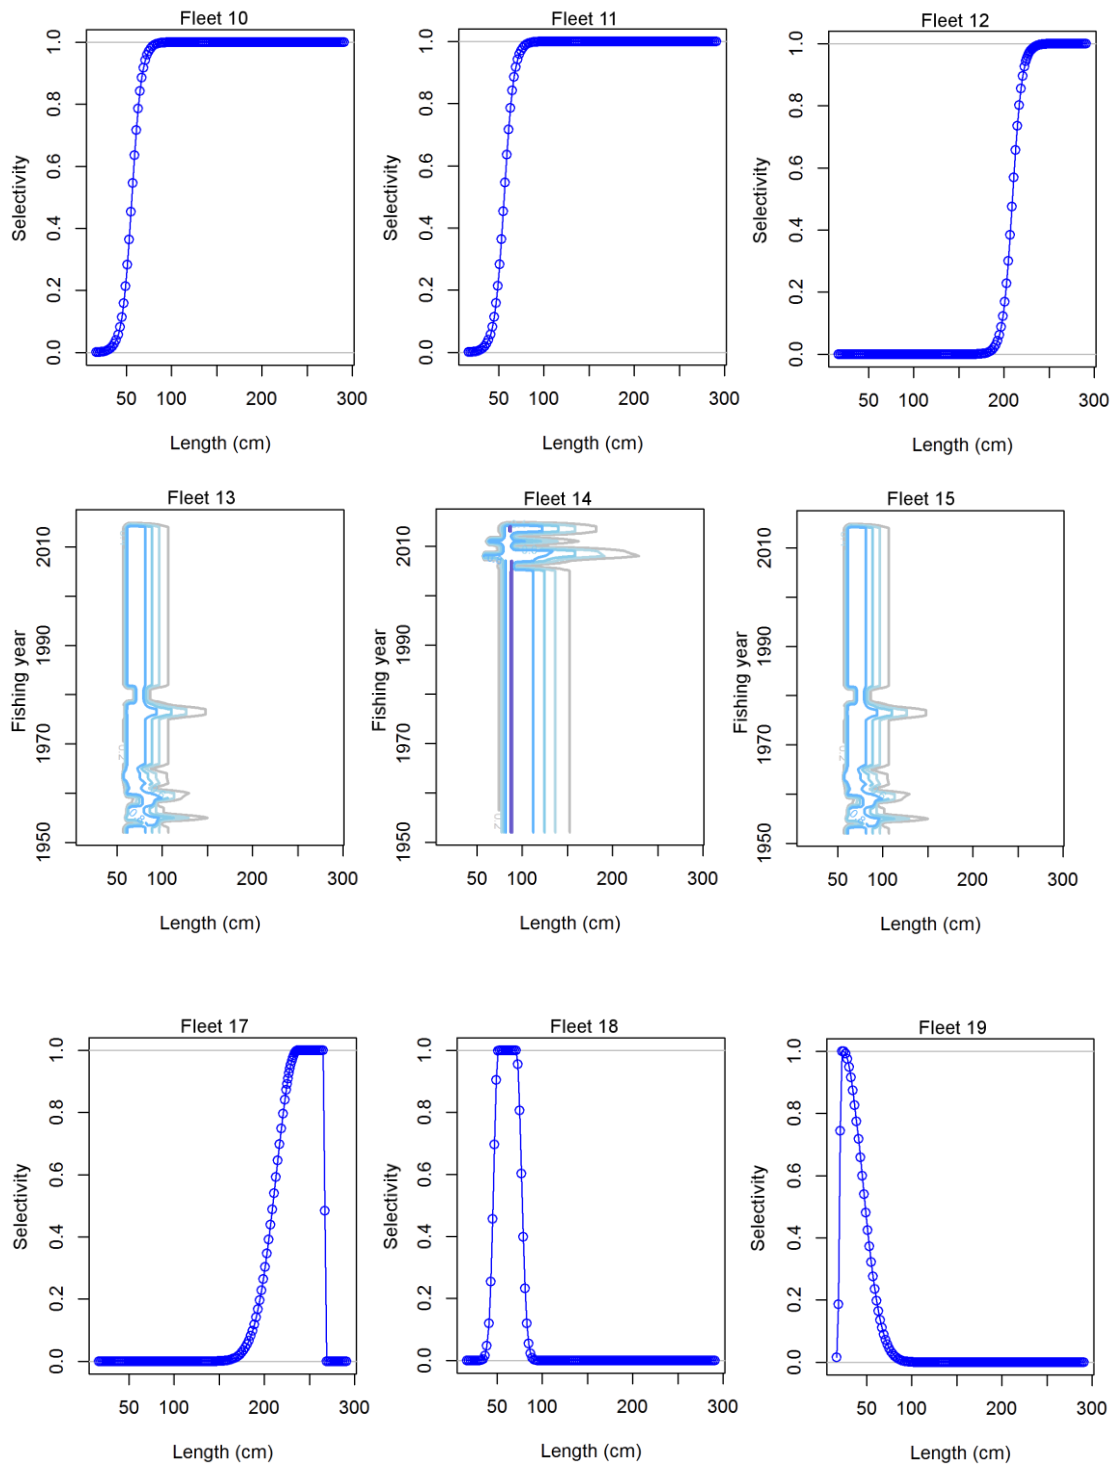 Fleet 10
Fleet 11
Fleet 12
Selectivity
0.0 0.2 0.4 0.6 0.8 1.0
50 100 200 300
Length (cm)
Selectivity
0.0 0.2 0.4 0.6 0.8 1.0
50 100 200 300
Length (cm)
Selectivity
0.0 0.2 0.4 0.6 0.8 1.0
50 100 200 300
Length (cm)
Fleet 13
Fleet 14
Fleet 15
Fishing year
1950 1970 1990 2010
0.2
50 100 200 300
Length (cm)
Fishing year
1950 1970 1990 2010
0.2
50 100 200 300
Length (cm)
Fishing year
1950 1970 1990 2010
0.2
50 100 200 300
Length (cm)
Fleet 17
Fleet 18
Fleet 19
Selectivity
0.0 0.2 0.4 0.6 0.8 1.0
50 100 200 300
Length (cm)
Selectivity
0.0 0.2 0.4 0.6 0.8 1.0
50 100 200 300
Length (cm)
Selectivity
0.0 0.2 0.4 0.6 0.8 1.0
50 100 200 300
Length (cm)